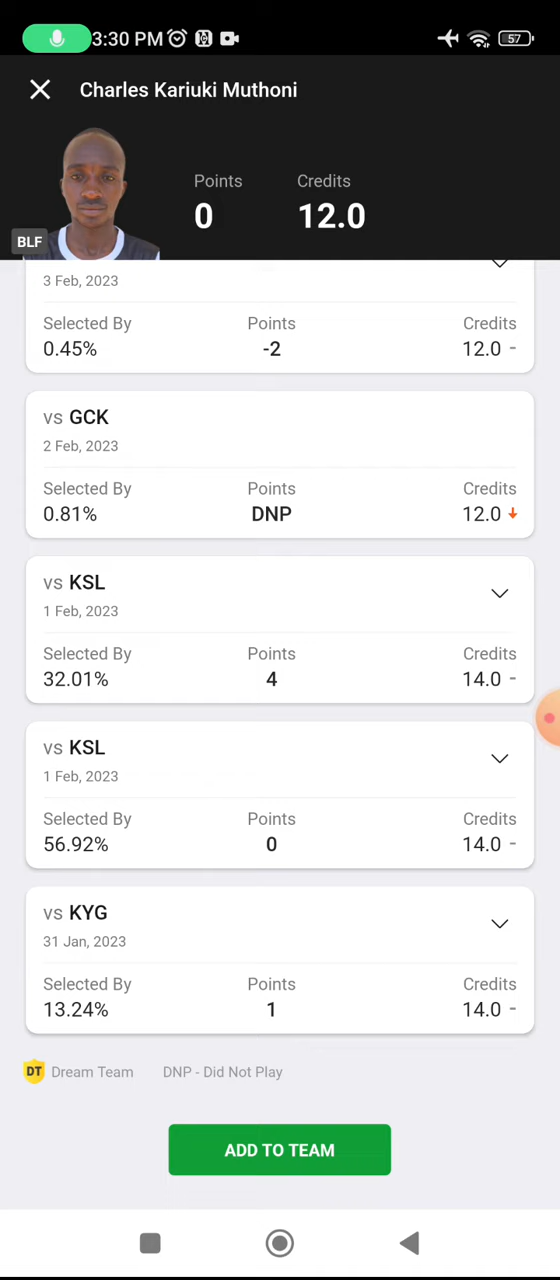 3:30 PM 57
Charles Kariuki Muthoni
Points Credits
0 12.0
BLF
3 Feb, 2023
Selected By Points Credits
0.45% -2 12.0 -
vs GCK
2 Feb, 2023
Selected By Points Credits
0.81% DNP 12.0 ↓
vs KSL
1 Feb, 2023
Selected By Points Credits
32.01% 4 14.0 -
vs KSL
1 Feb, 2023
Selected By Points Credits
56.92% 0 14.0 -
vs KYG
31 Jan, 2023
Selected By Points Credits
13.24% 1 14.0 -
DT Dream Team DNP - Did Not Play
ADD TO TEAM